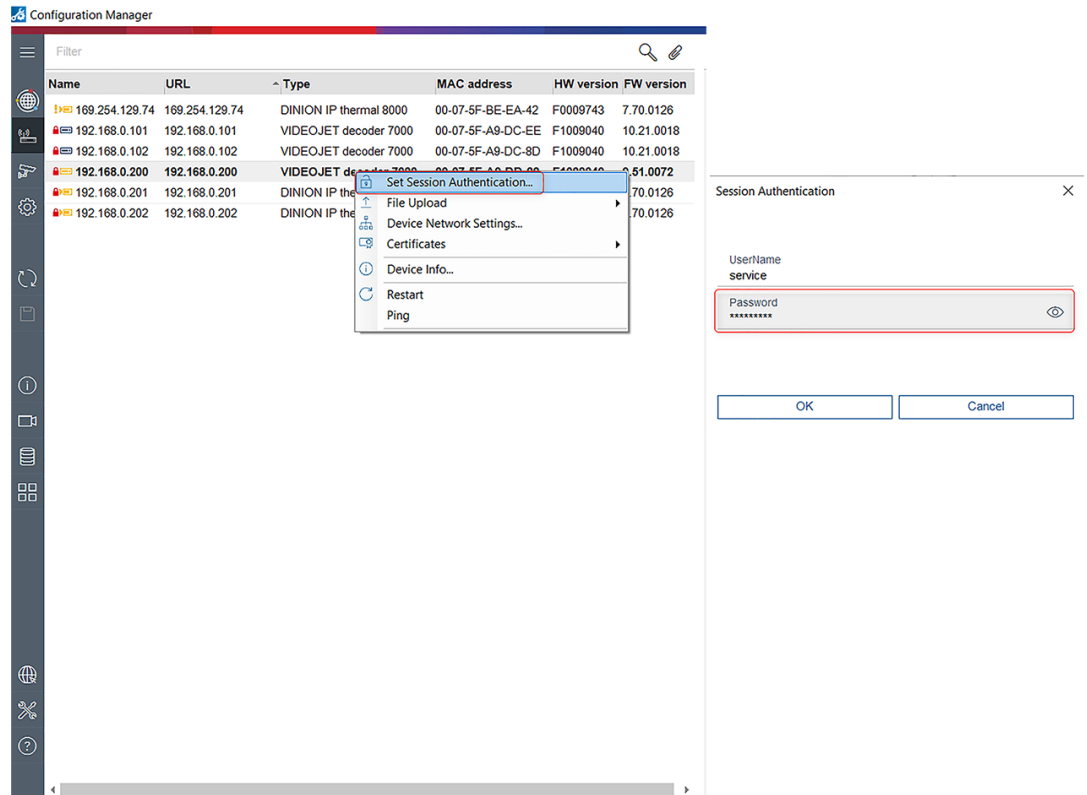 Configuration Manager
Filter
Name URL Type MAC address HW version FW version
169.254.129.74 169.254.129.74 DINION IP thermal 8000 00-07-5F-BE-EA-42 F0009743 7.70.0126
192.168.0.101 192.168.0.101 VIDEOJET decoder 7000 00-07-5F-A9-DC-EE F1009040 10.21.0018
192.168.0.102 192.168.0.102 VIDEOJET decoder 7000 00-07-5F-A9-DC-8D F1009040 10.21.0018
192.168.0.200 192.168.0.200 VIDEOJET decoder 7000 .51.0072
Set Session Authentication...
192.168.0.201 192.168.0.201 DINION IP the .70.0126
File Upload
192.168.0.202 192.168.0.202 DINION IP the .70.0126
Device Network Settings...
Certificates
Device Info...
Restart
Ping
Session Authentication
UserName
service
Password
*********
OK Cancel